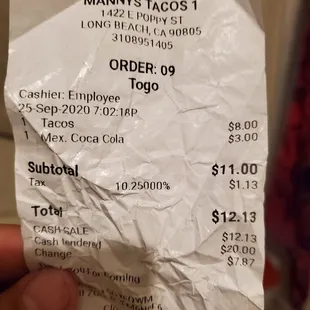 MANNYS TACOS 1
1422 E POPPY ST
LONG BEACH, CA 90805
3108951405
ORDER: 09
Togo
Cashier: Employee
25-Sep-2020 7:02:18P
1 Tacos $8.00
1 Mex. Coca Cola $3.00
Subtotal $11.00
Tax 10.25000% $1.13
Total $12.13
CASH SALE $12.13
Cash tendered $20.00
Change $7.87